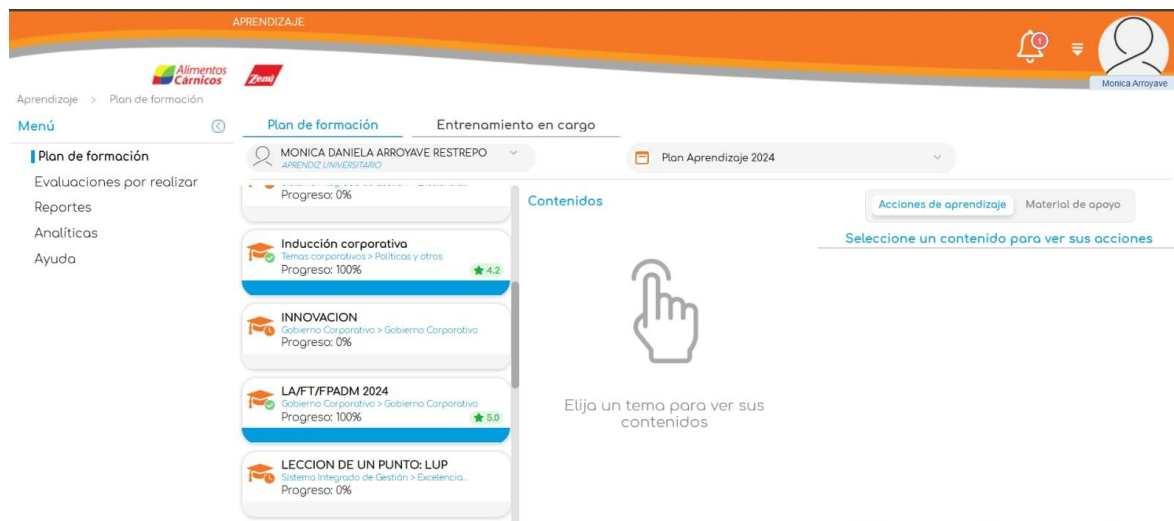 APRENDIZAJE
1
Monica Arroyave
Alimentos
Cárnicos
Zenú
Aprendizaje > Plan de formación
Menú
Plan de formación
Evaluaciones por realizar
Reportes
Analíticas
Ayuda
Plan de formación
Entrenamiento en cargo
MONICA DANIELA ARROYAVE RESTREPO
APRENDIZ UNIVERSITARIO
Plan Aprendizaje 2024
Progreso: 0%
Inducción corporativa
Temas corporativos > Políticas y otros
Progreso: 100%
4.2
INNOVACION
Gobierno Corporativo > Gobierno Corporativo
Progreso: 0%
LA/FT/FPADM 2024
Gobierno Corporativo > Gobierno Corporativo
Progreso: 100%
5.0
LECCION DE UN PUNTO: LUP
Sistema Integrado de Gestión > Excelencia...
Progreso: 0%
Contenidos
Elija un tema para ver sus
contenidos
Acciones de aprendizaje
Material de apoyo
Seleccione un contenido para ver sus acciones